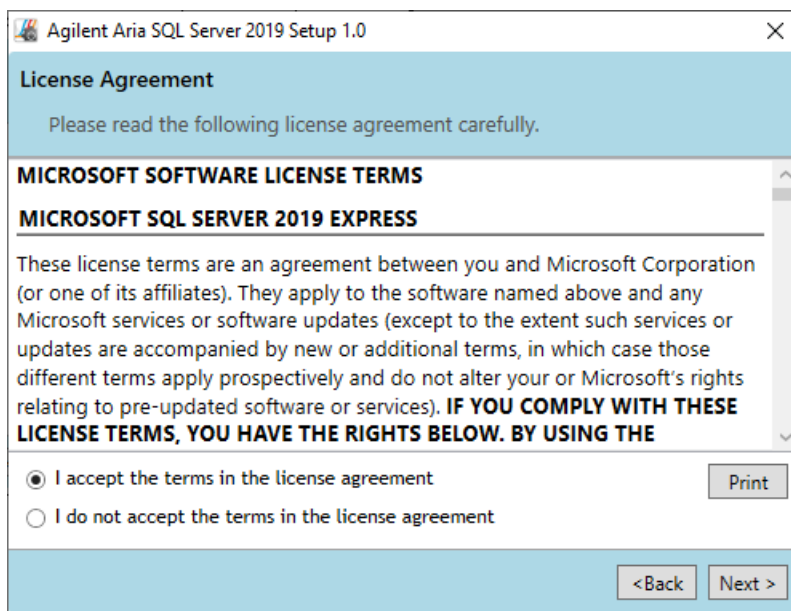 Agilent Aria SQL Server 2019 Setup 1.0
License Agreement
Please read the following license agreement carefully.
MICROSOFT SOFTWARE LICENSE TERMS
MICROSOFT SQL SERVER 2019 EXPRESS
These license terms are an agreement between you and Microsoft Corporation
(or one of its affiliates). They apply to the software named above and any
Microsoft services or software updates (except to the extent such services or
updates are accompanied by new or additional terms, in which case those
different terms apply prospectively and do not alter your or Microsoft’s rights
relating to pre-updated software or services). IF YOU COMPLY WITH THESE
LICENSE TERMS, YOU HAVE THE RIGHTS BELOW. BY USING THE
I accept the terms in the license agreement
Print
I do not accept the terms in the license agreement
<Back
Next >